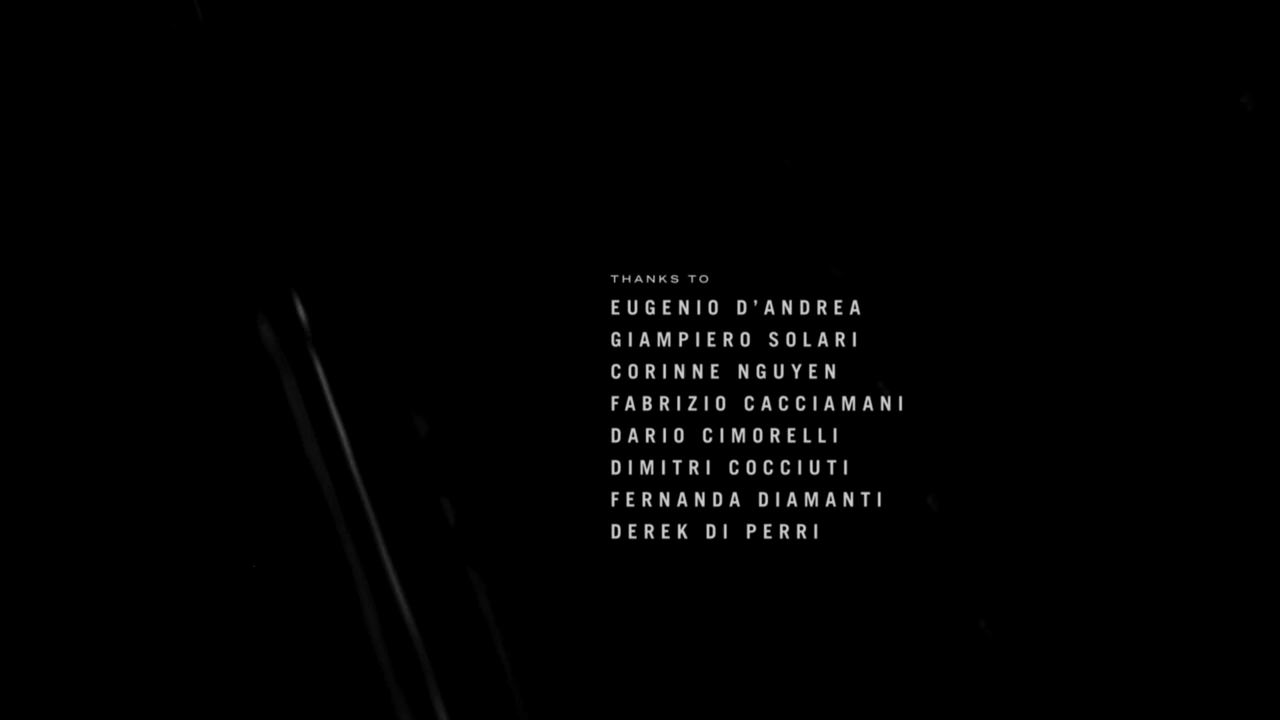 THANKS TO
EUGENIO D’ANDREA
GIAMPIERO SOLARI
CORINNE NGUYEN
FABRIZIO CACCIAMANI
DARIO CIMORELLI
DIMITRI COCCIUTI
FERNANDA DIAMANTI
DEREK DI PERRI